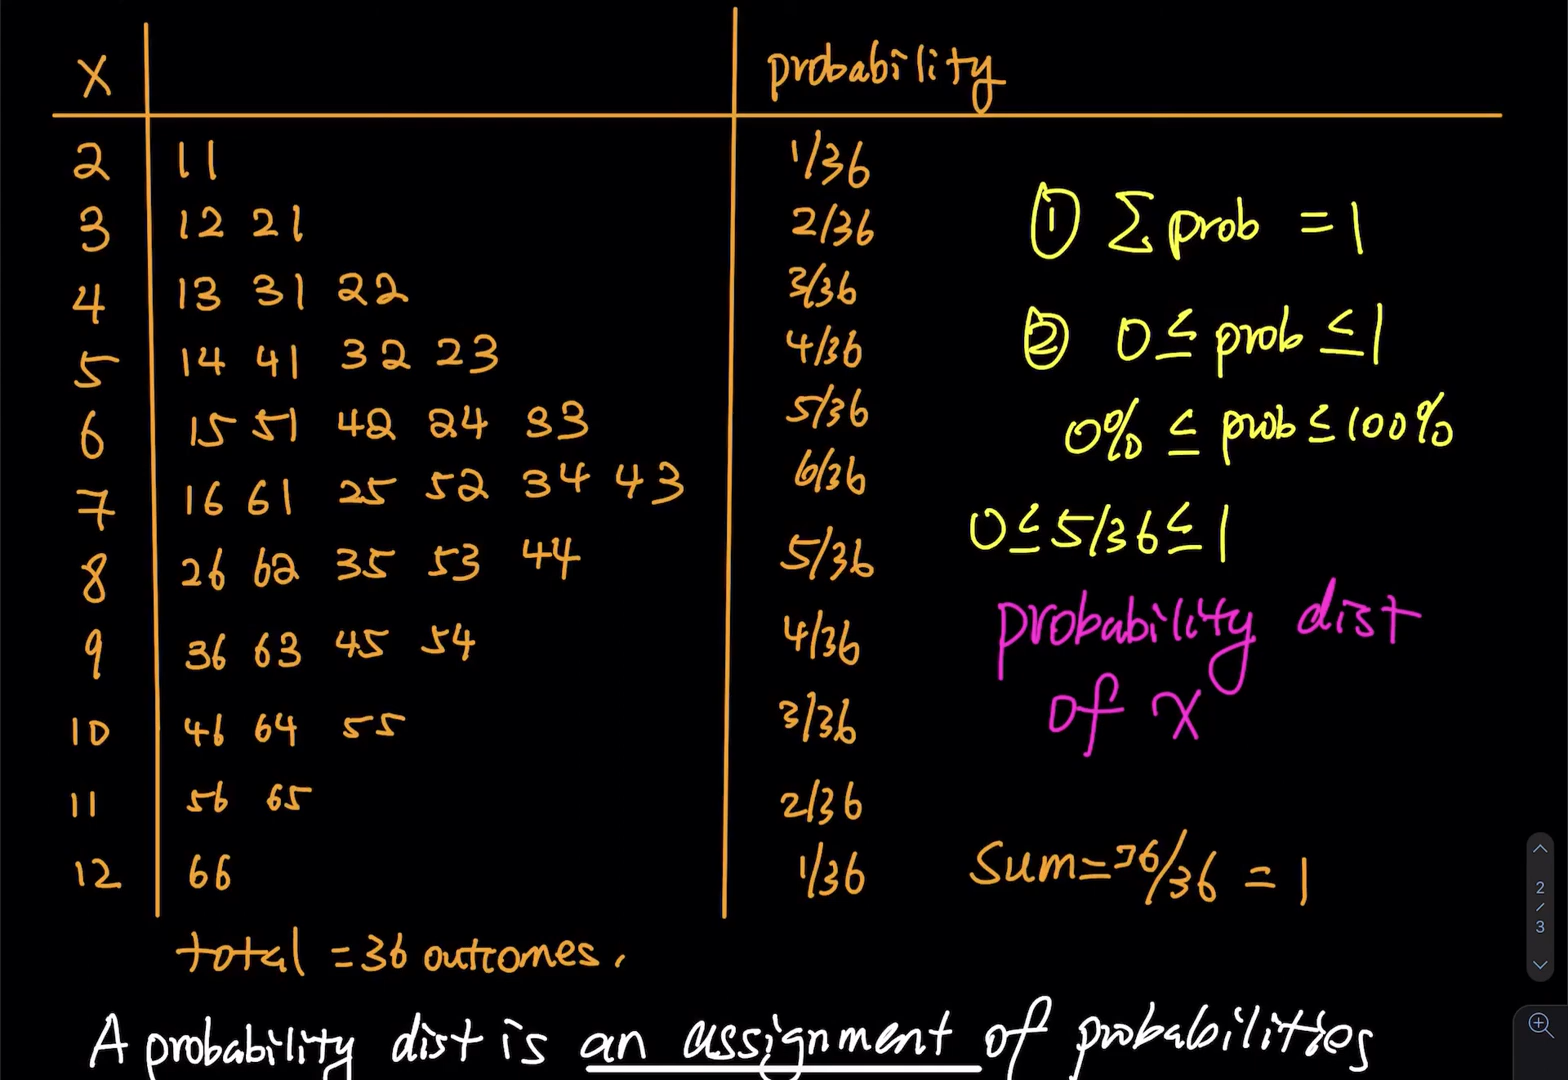 x probability
2 11 1/36
3 12 21 2/36
4 13 31 22 3/36
5 14 41 32 23 4/36
6 15 51 42 24 33 5/36
7 16 61 25 52 34 43 6/36
8 26 62 35 53 44 5/36
9 36 63 45 54 4/36
10 46 64 55 3/36
11 56 65 2/36
12 66 1/36
total = 36 outcomes.
① Σ prob = 1
② 0 ≤ prob ≤ 1
0% ≤ prob ≤ 100%
0 ≤ 5/36 ≤ 1
probability dist
of x
Sum = 36/36 = 1
A probability dist is an assignment of probabilities
2
/
3